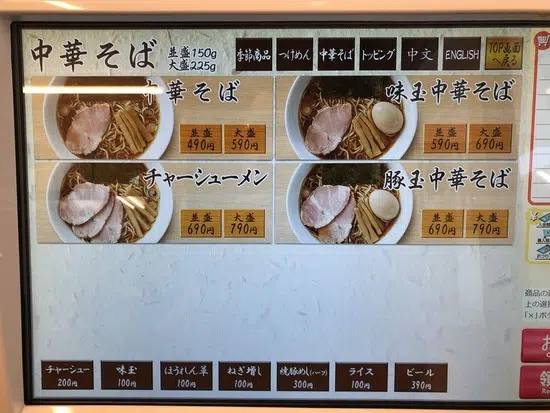 中華そば 並盛150g
大盛225g
季節商品 つけめん 中華そば トッピング 中文 ENGLISH TOP画面へ戻る
中華そば
並盛 490円 大盛 590円
味玉中華そば
並盛 590円 大盛 690円
チャーシューメン
並盛 690円 大盛 790円
豚玉中華そば
並盛 690円 大盛 790円
チャーシュー 200円
味玉 100円
ほうれん草 100円
ねぎ増し 100円
焼豚めし(ハーフ) 300円
ライス 100円
ビール 390円